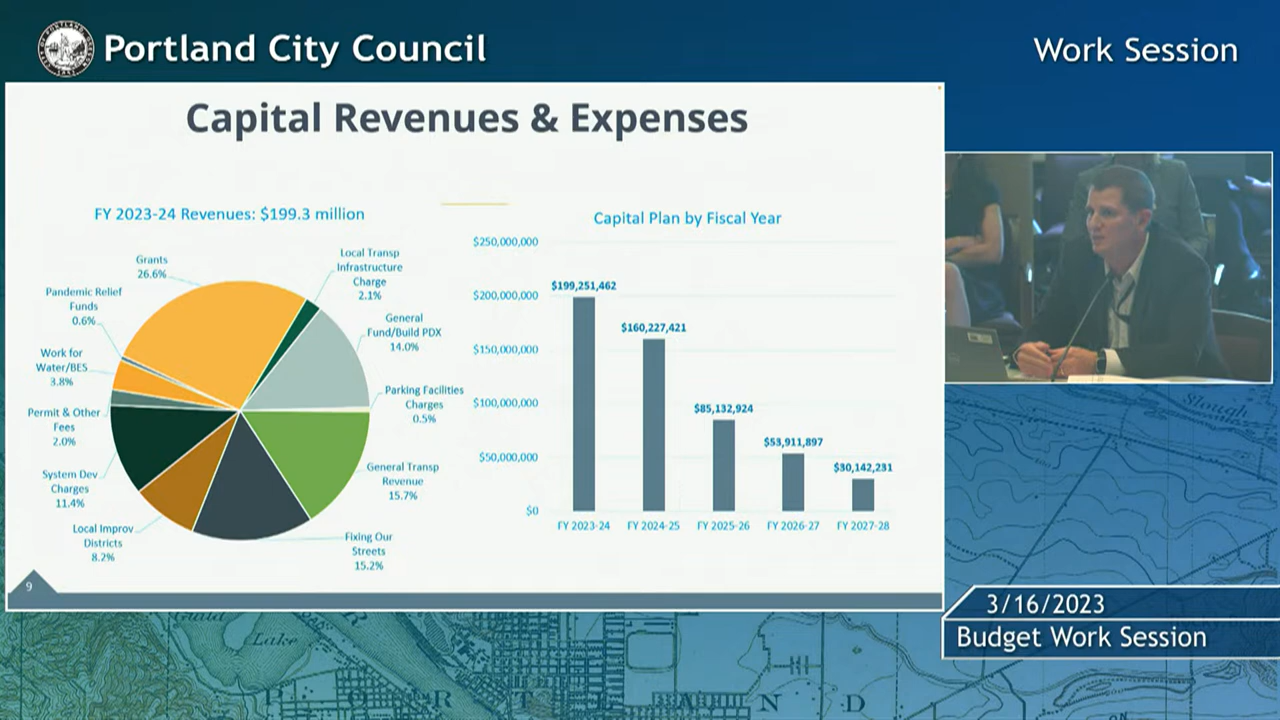 Portland City Council
Work Session
Capital Revenues & Expenses
FY 2023-24 Revenues: $199.3 million
Grants
26.6%
Local Transp
Infrastructure
Charge
2.1%
Pandemic Relief
Funds
0.6%
General
Fund/Build PDX
14.0%
Work for
Water/BES
3.8%
Parking Facilities
Charges
0.5%
Permit & Other
Fees
2.0%
General Transp
Revenue
15.7%
System Dev
Charges
11.4%
Local Improv
Districts
8.2%
Fixing Our
Streets
15.2%
Capital Plan by Fiscal Year
$250,000,000
$200,000,000
$150,000,000
$100,000,000
$50,000,000
$0
$199,251,462
$160,227,421
$85,132,924
$53,911,897
$30,142,231
FY 2023-24 FY 2024-25 FY 2025-26 FY 2026-27 FY 2027-28
9
3/16/2023
Budget Work Session
Slough
Guild
Lake
P O R T L A N D